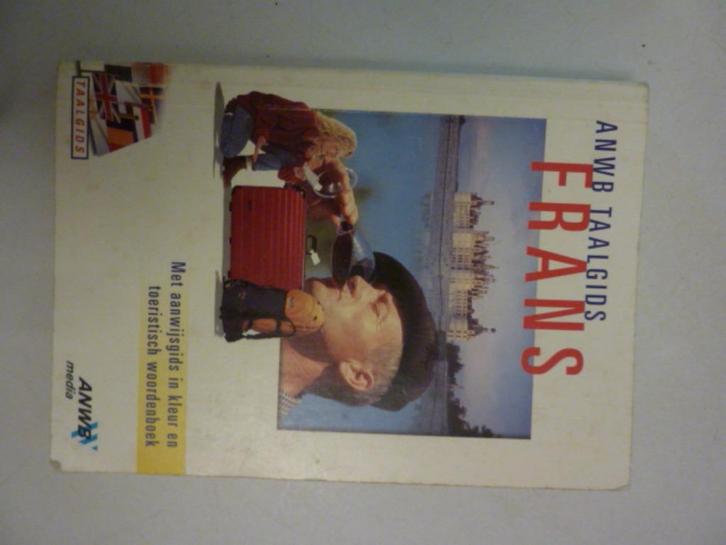 ANWB TAALGIDS
FRANS
Met aanwijsgids in kleur en
toeristisch woordenboek
TAALGIDS
ANWB
media